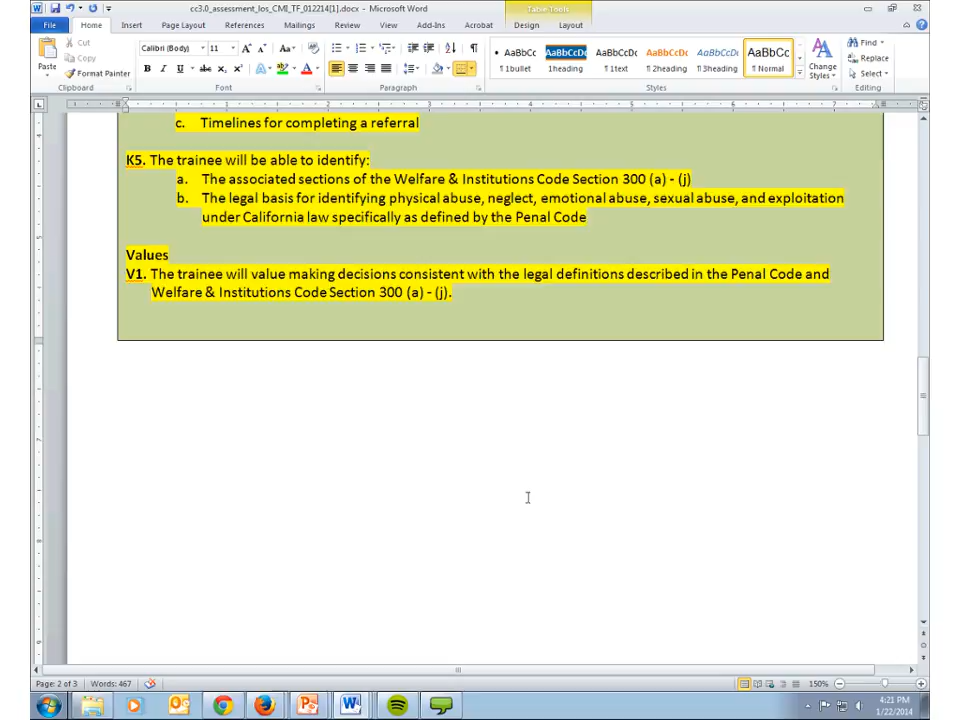 cc3.0_assessment_los_CMI_TF_012214[1].docx - Microsoft Word
Table Tools
File Home Insert Page Layout References Mailings Review View Add-Ins Acrobat Design Layout
Paste
Cut
Copy
Format Painter
Clipboard
Calibri (Body) 11
Font
Paragraph
AaBbCc AaBbCcDc AaBbCcDc AaBbCcDc AaBbCcDc AaBbCc
¶ 1bullet 1heading ¶ 1text ¶ 2heading ¶ 3heading ¶ Normal
Styles
Change
Styles
Find
Replace
Select
Editing
c. Timelines for completing a referral
K5. The trainee will be able to identify:
a. The associated sections of the Welfare & Institutions Code Section 300 (a) - (j)
b. The legal basis for identifying physical abuse, neglect, emotional abuse, sexual abuse, and exploitation
under California law specifically as defined by the Penal Code
Values
V1. The trainee will value making decisions consistent with the legal definitions described in the Penal Code and
Welfare & Institutions Code Section 300 (a) - (j).
Page: 2 of 3 Words: 467
150%
4:21 PM
1/22/2014